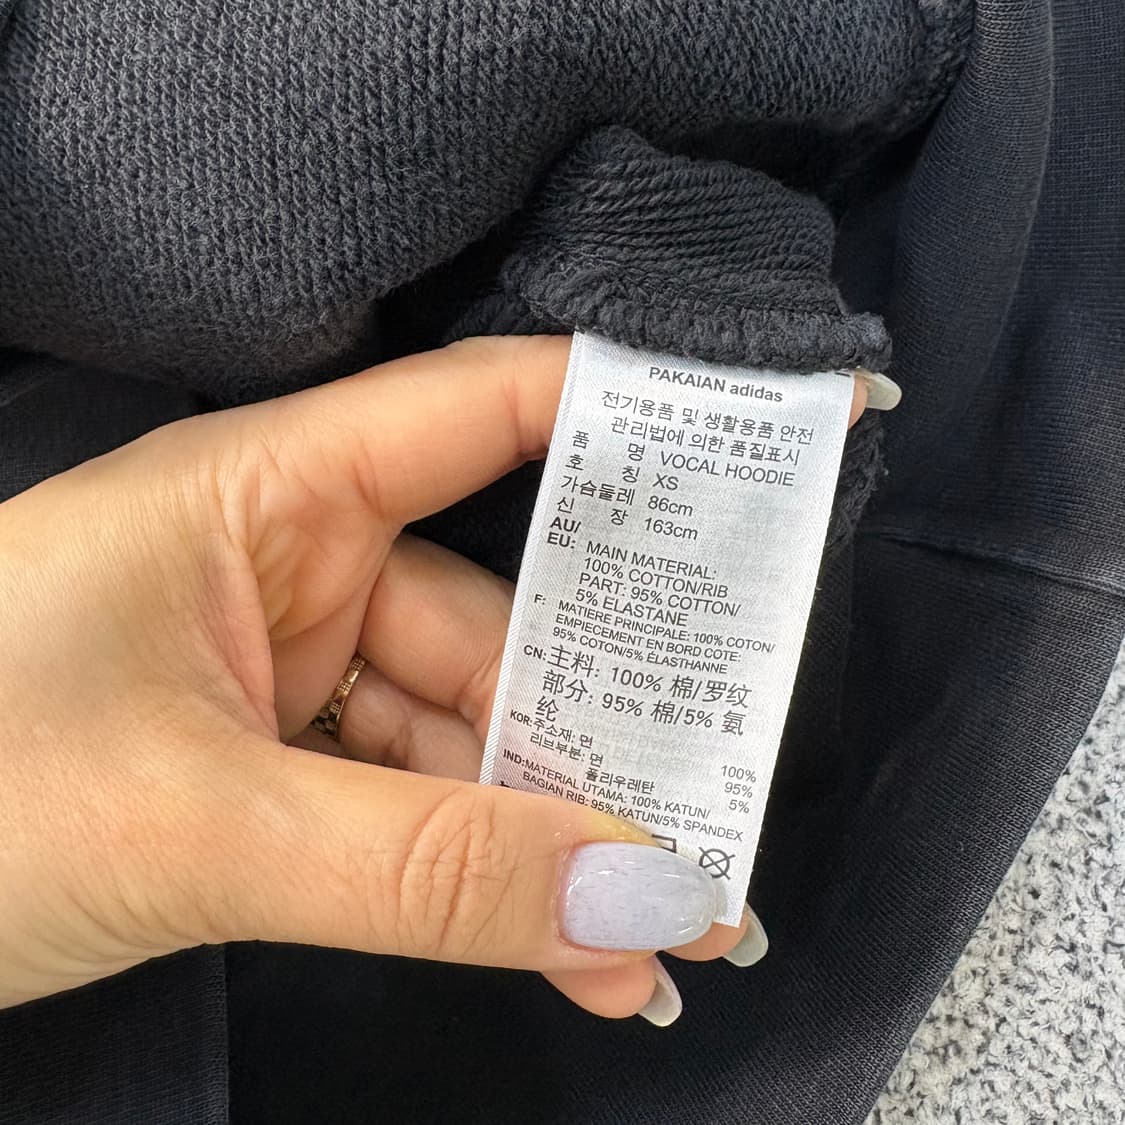 PAKAIAN adidas
전기용품 및 생활용품 안전
관리법에 의한 품질표시
품 명 VOCAL HOODIE
호 칭 XS
가슴둘레 86cm
신 장 163cm
AU/
EU: MAIN MATERIAL:
100% COTTON/RIB
PART: 95% COTTON/
5% ELASTANE
F: MATIÈRE PRINCIPALE: 100% COTON/
EMPIECEMENT EN BORD COTE:
95% COTON/5% ÉLASTHANNE
CN: 主料: 100% 棉/罗纹
部分: 95% 棉/5% 氨
纶
KOR: 주소재: 면 100%
리브부분: 면 95%
폴리우레탄 5%
IND: MATERIAL UTAMA: 100% KATUN/
BAGIAN RIB: 95% KATUN/5% SPANDEX